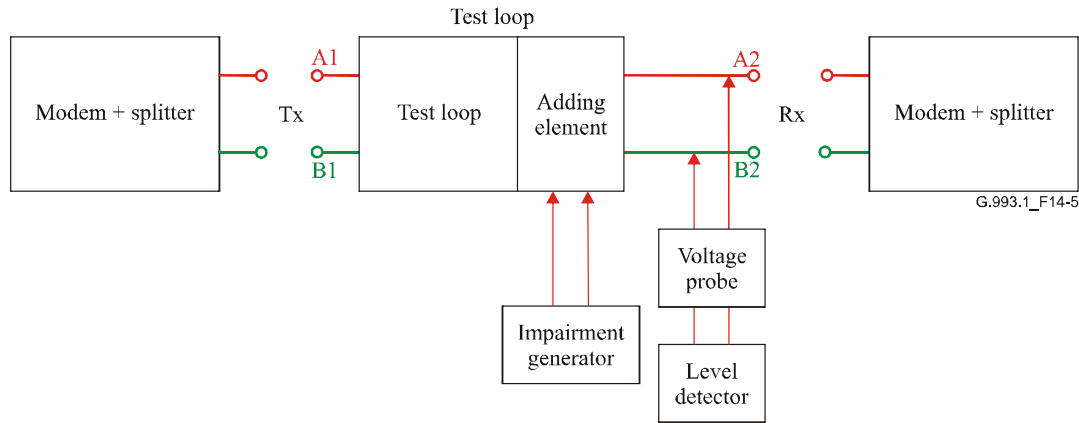 Test loop
Modem + splitter
A1
Tx
B1
Test loop
Adding
element
A2
Rx
B2
Modem + splitter
G.993.1_F14-5
Voltage
probe
Impairment
generator
Level
detector